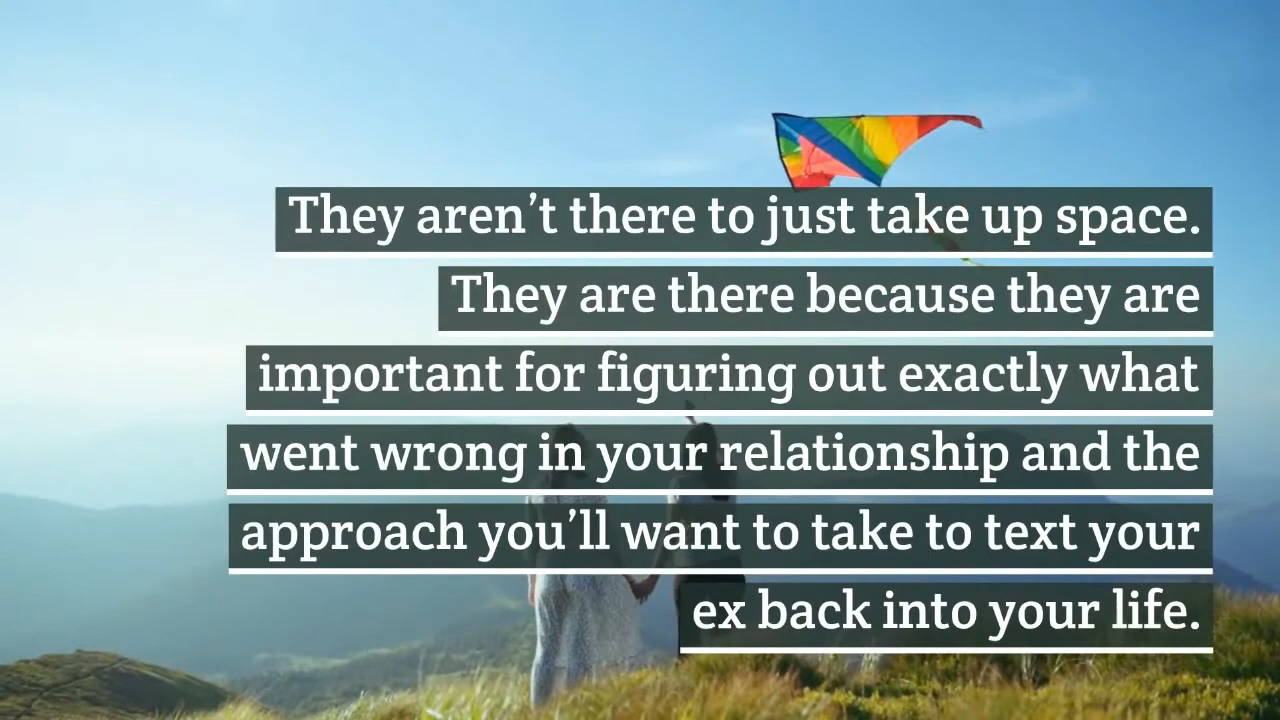 They aren’t there to just take up space.
They are there because they are
important for figuring out exactly what
went wrong in your relationship and the
approach you’ll want to take to text your
ex back into your life.